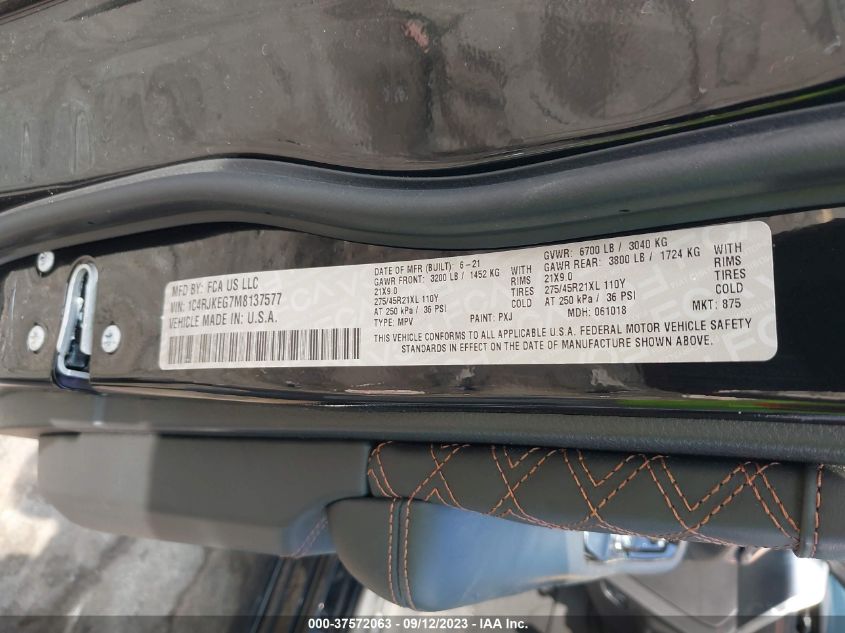 MFD BY: FCA US LLC
VIN: 1C4RJKEG7M8137577
VEHICLE MADE IN: U.S.A.
DATE OF MFR (BUILT): 6-21
GAWR FRONT: 3200 LB / 1452 KG WITH
21X9.0 RIMS
275/45R21XL 110Y TIRES
AT 250 kPa / 36 PSI COLD
TYPE: MPV PAINT: PXJ
GVWR: 6700 LB / 3040 KG
GAWR REAR: 3800 LB / 1724 KG WITH
21X9.0 RIMS
275/45R21XL 110Y TIRES
AT 250 kPa / 36 PSI COLD
MDH: 061018 MKT: 875
THIS VEHICLE CONFORMS TO ALL APPLICABLE U.S.A. FEDERAL MOTOR VEHICLE SAFETY
STANDARDS IN EFFECT ON THE DATE OF MANUFACTURE SHOWN ABOVE.
000-37572063 - 09/12/2023 - IAA Inc.